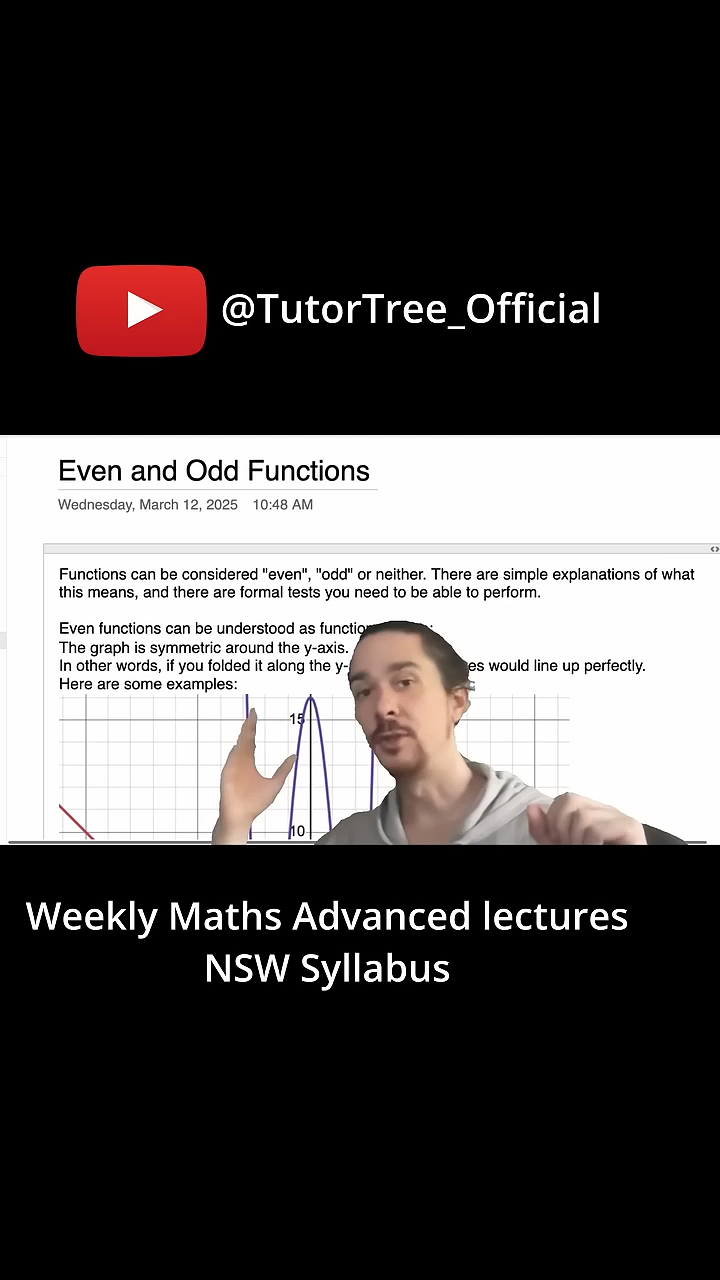 @TutorTree_Official
Even and Odd Functions
Wednesday, March 12, 2025 10:48 AM
Functions can be considered "even", "odd" or neither. There are simple explanations of what
this means, and there are formal tests you need to be able to perform.
Even functions can be understood as
The graph is symmetric around the y-axis.
In other words, if you folded it along the would line up perfectly.
Here are some examples:
15
10
Weekly Maths Advanced lectures
NSW Syllabus